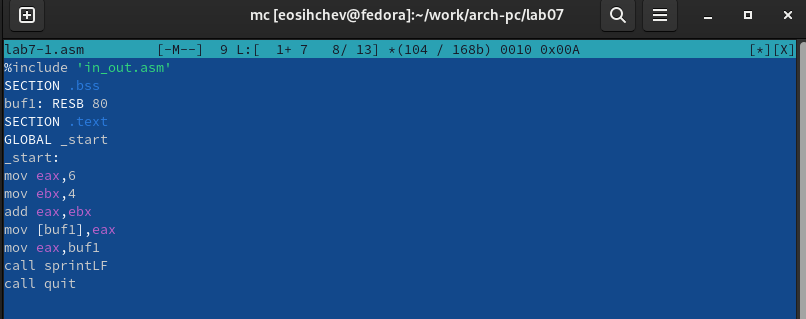 mc [eosihchev@fedora]:~/work/arch-pc/lab07
lab7-1.asm [-M--] 9 L:[ 1+ 7 8/ 13] *(104 / 168b) 0010 0x00A [*][X]
%include 'in_out.asm'
SECTION .bss
buf1: RESB 80
SECTION .text
GLOBAL _start
_start:
mov eax,6
mov ebx,4
add eax,ebx
mov [buf1],eax
mov eax,buf1
call sprintLF
call quit